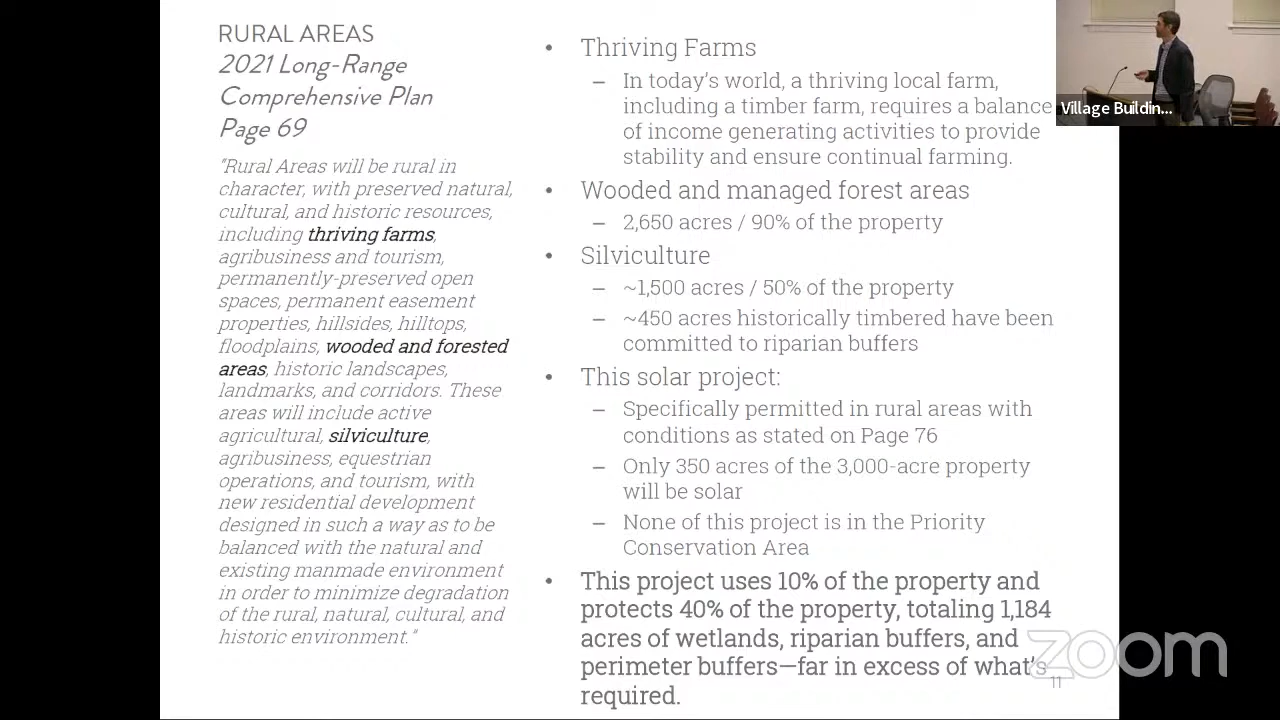 RURAL AREAS
2021 Long-Range
Comprehensive Plan
Page 69
"Rural Areas will be rural in
character, with preserved natural,
cultural, and historic resources,
including thriving farms,
agribusiness and tourism,
permanently-preserved open
spaces, permanent easement
properties, hillsides, hilltops,
floodplains, wooded and forested
areas, historic landscapes,
landmarks, and corridors. These
areas will include active
agricultural, silviculture,
agribusiness, equestrian
operations, and tourism, with
new residential development
designed in such a way as to be
balanced with the natural and
existing manmade environment
in order to minimize degradation
of the rural, natural, cultural, and
historic environment."
• Thriving Farms
– In today's world, a thriving local farm,
including a timber farm, requires a balance
of income generating activities to provide
stability and ensure continual farming.
• Wooded and managed forest areas
– 2,650 acres / 90% of the property
• Silviculture
– ~1,500 acres / 50% of the property
– ~450 acres historically timbered have been
committed to riparian buffers
• This solar project:
– Specifically permitted in rural areas with
conditions as stated on Page 76
– Only 350 acres of the 3,000-acre property
will be solar
– None of this project is in the Priority
Conservation Area
• This project uses 10% of the property and
protects 40% of the property, totaling 1,184
acres of wetlands, riparian buffers, and
perimeter buffers—far in excess of what's
required.
11
Village Buildin...
zoom